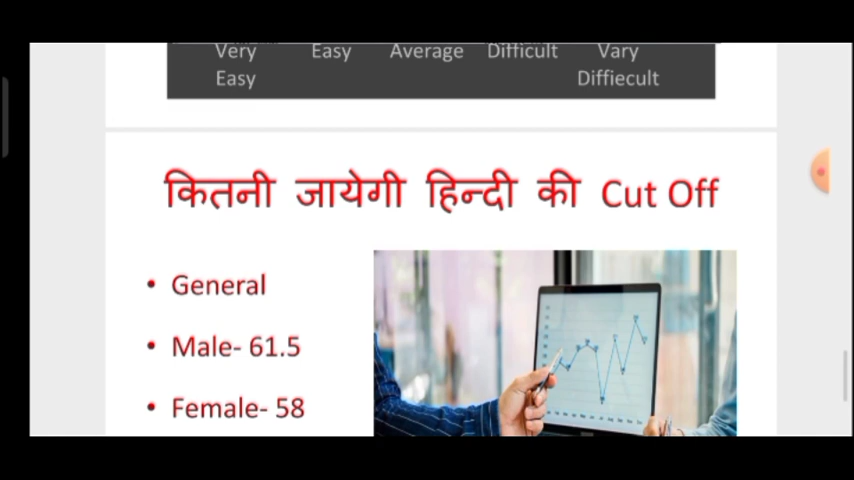 Very Easy Average Difficult Vary
Easy Diffiecult
कितनी जायेगी हिन्दी की Cut Off
• General
• Male- 61.5
• Female- 58